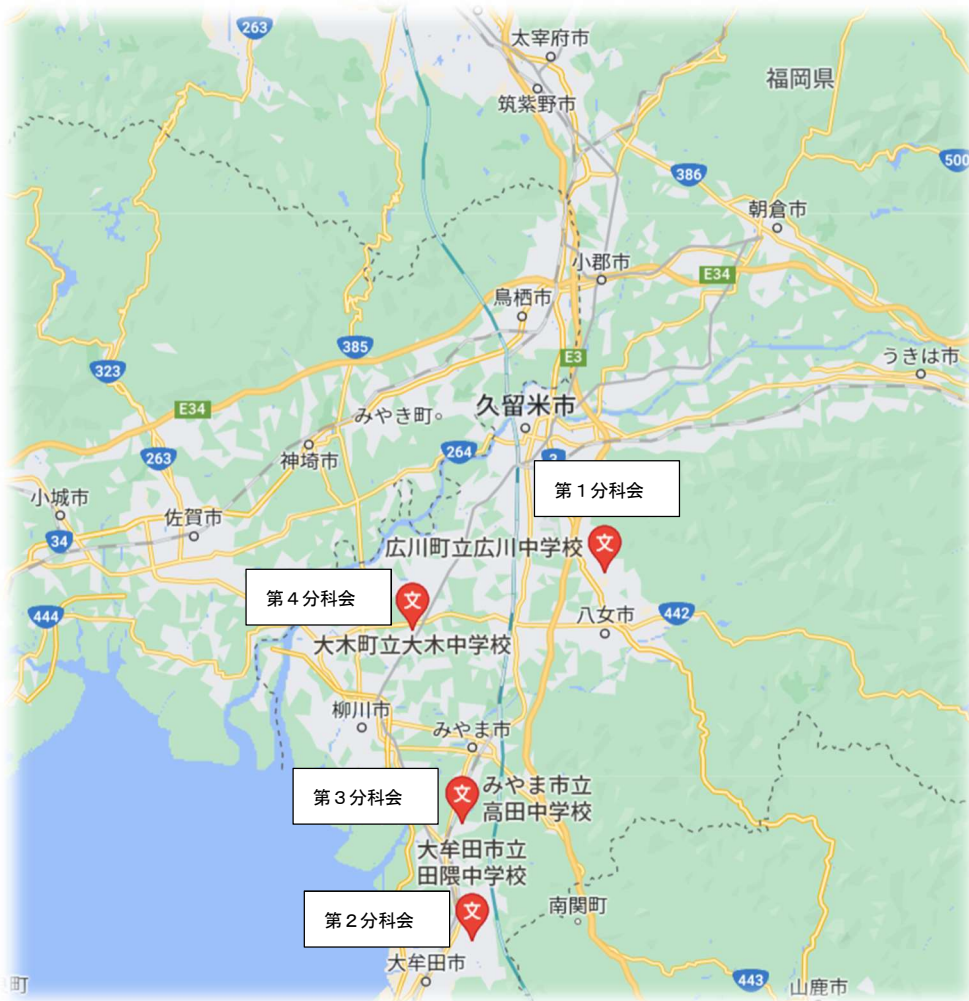 263
太宰府市
筑紫野市
福岡県
500
386
朝倉市
小郡市
E34
鳥栖市
385
E3
うきは市
323
E34
みやき町
久留米市
264
3
263
神埼市
第1分科会
小城市
佐賀市
34
広川町立広川中学校
文
第4分科会
文
444
八女市
442
大木町立大木中学校
柳川市
みやま市
第3分科会
文
みやま市立
高田中学校
大牟田市立
田隈中学校
第2分科会
文
南関町
大牟田市
443
山鹿市
町